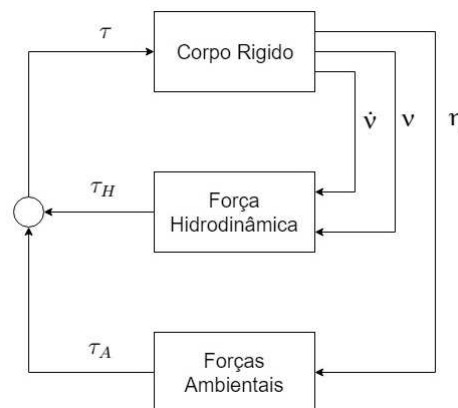 τ
Corpo Rigido
ν̇
ν
η
τ_H
Força
Hidrodinâmica
τ_A
Forças
Ambientais